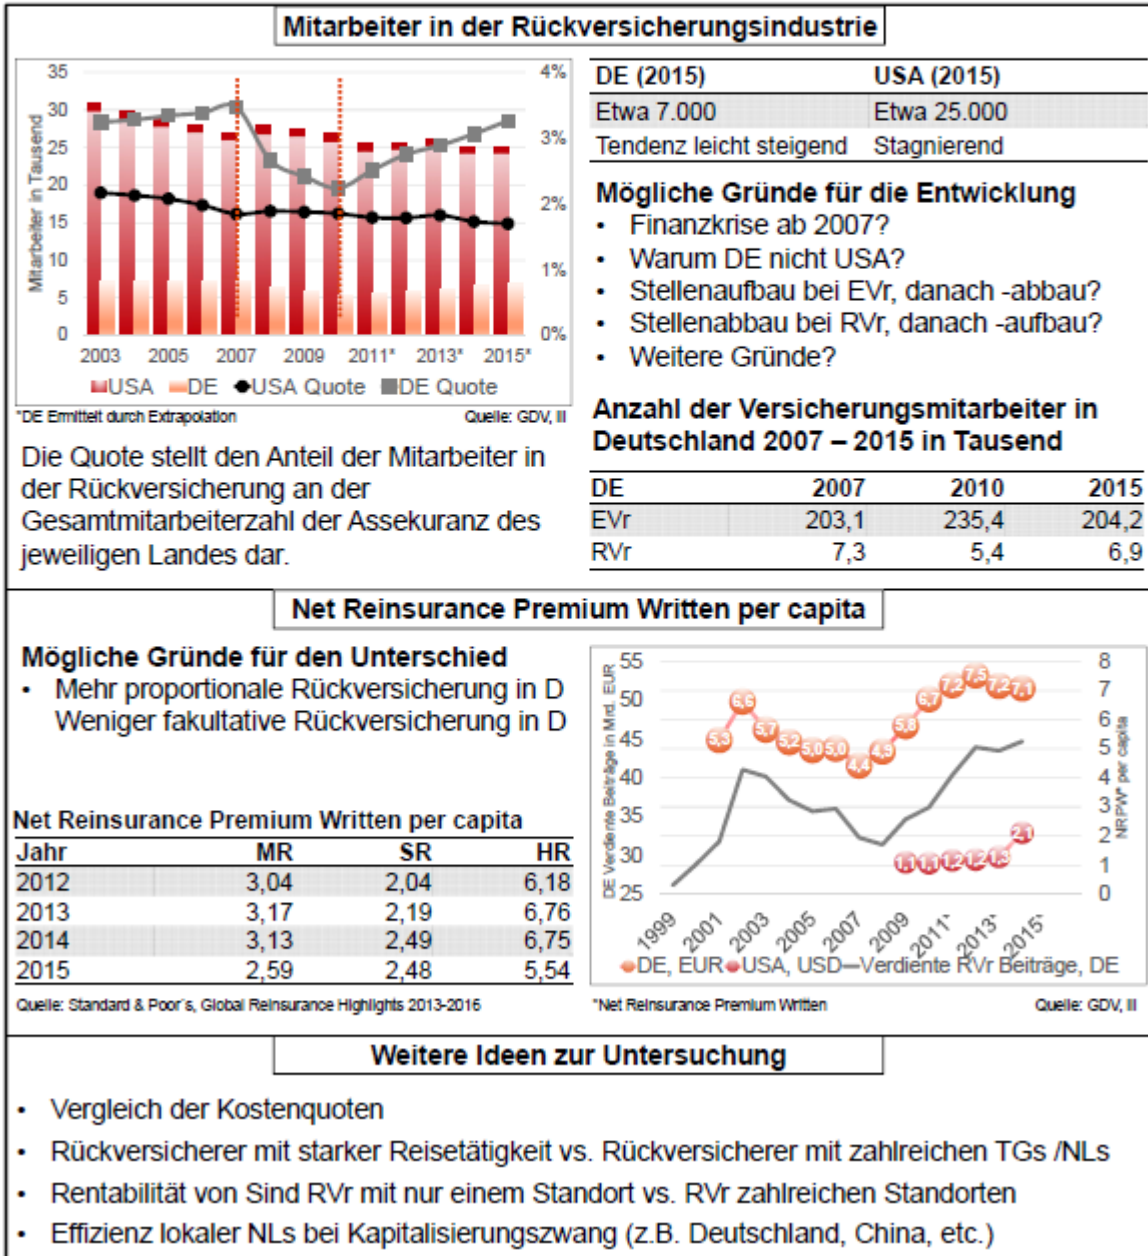 Mitarbeiter in der Rückversicherungsindustrie
35
30
25
20
15
10
5
0
Mitarbeiter in Tausend
4%
3%
2%
1%
0%
2003 2005 2007 2009 2011* 2013* 2015*
USA DE USA Quote DE Quote
*DE Ermittelt durch Extrapolation Quelle: GDV, III
Die Quote stellt den Anteil der Mitarbeiter in
der Rückversicherung an der
Gesamtmitarbeiterzahl der Assekuranz des
jeweiligen Landes dar.
DE (2015) USA (2015)
Etwa 7.000 Etwa 25.000
Tendenz leicht steigend Stagnierend
Mögliche Gründe für die Entwicklung
• Finanzkrise ab 2007?
• Warum DE nicht USA?
• Stellenaufbau bei EVr, danach -abbau?
• Stellenabbau bei RVr, danach -aufbau?
• Weitere Gründe?
Anzahl der Versicherungsmitarbeiter in
Deutschland 2007 – 2015 in Tausend
DE 2007 2010 2015
EVr 203,1 235,4 204,2
RVr 7,3 5,4 6,9
Net Reinsurance Premium Written per capita
Mögliche Gründe für den Unterschied
• Mehr proportionale Rückversicherung in D
Weniger fakultative Rückversicherung in D
Net Reinsurance Premium Written per capita
Jahr MR SR HR
2012 3,04 2,04 6,18
2013 3,17 2,19 6,76
2014 3,13 2,49 6,75
2015 2,59 2,48 5,54
Quelle: Standard & Poor´s, Global Reinsurance Highlights 2013-2016
55
50
45
40
35
30
25
DE Verdiente Beiträge in Mrd. EUR
5,3 6,6 5,7 5,2 5,0 5,0 4,4 4,9 5,8 6,7 7,2 7,5 7,2 7,1
1,1 1,1 1,2 1,2 1,3 2,1
8
7
6
5
4
3
2
1
0
NRPW* per capita
1999 2001 2003 2005 2007 2009 2011* 2013* 2015*
DE, EUR USA, USD Verdiente RVr Beiträge, DE
*Net Reinsurance Premium Written Quelle: GDV, III
Weitere Ideen zur Untersuchung
• Vergleich der Kostenquoten
• Rückversicherer mit starker Reisetätigkeit vs. Rückversicherer mit zahlreichen TGs /NLs
• Rentabilität von Sind RVr mit nur einem Standort vs. RVr zahlreichen Standorten
• Effizienz lokaler NLs bei Kapitalisierungszwang (z.B. Deutschland, China, etc.)